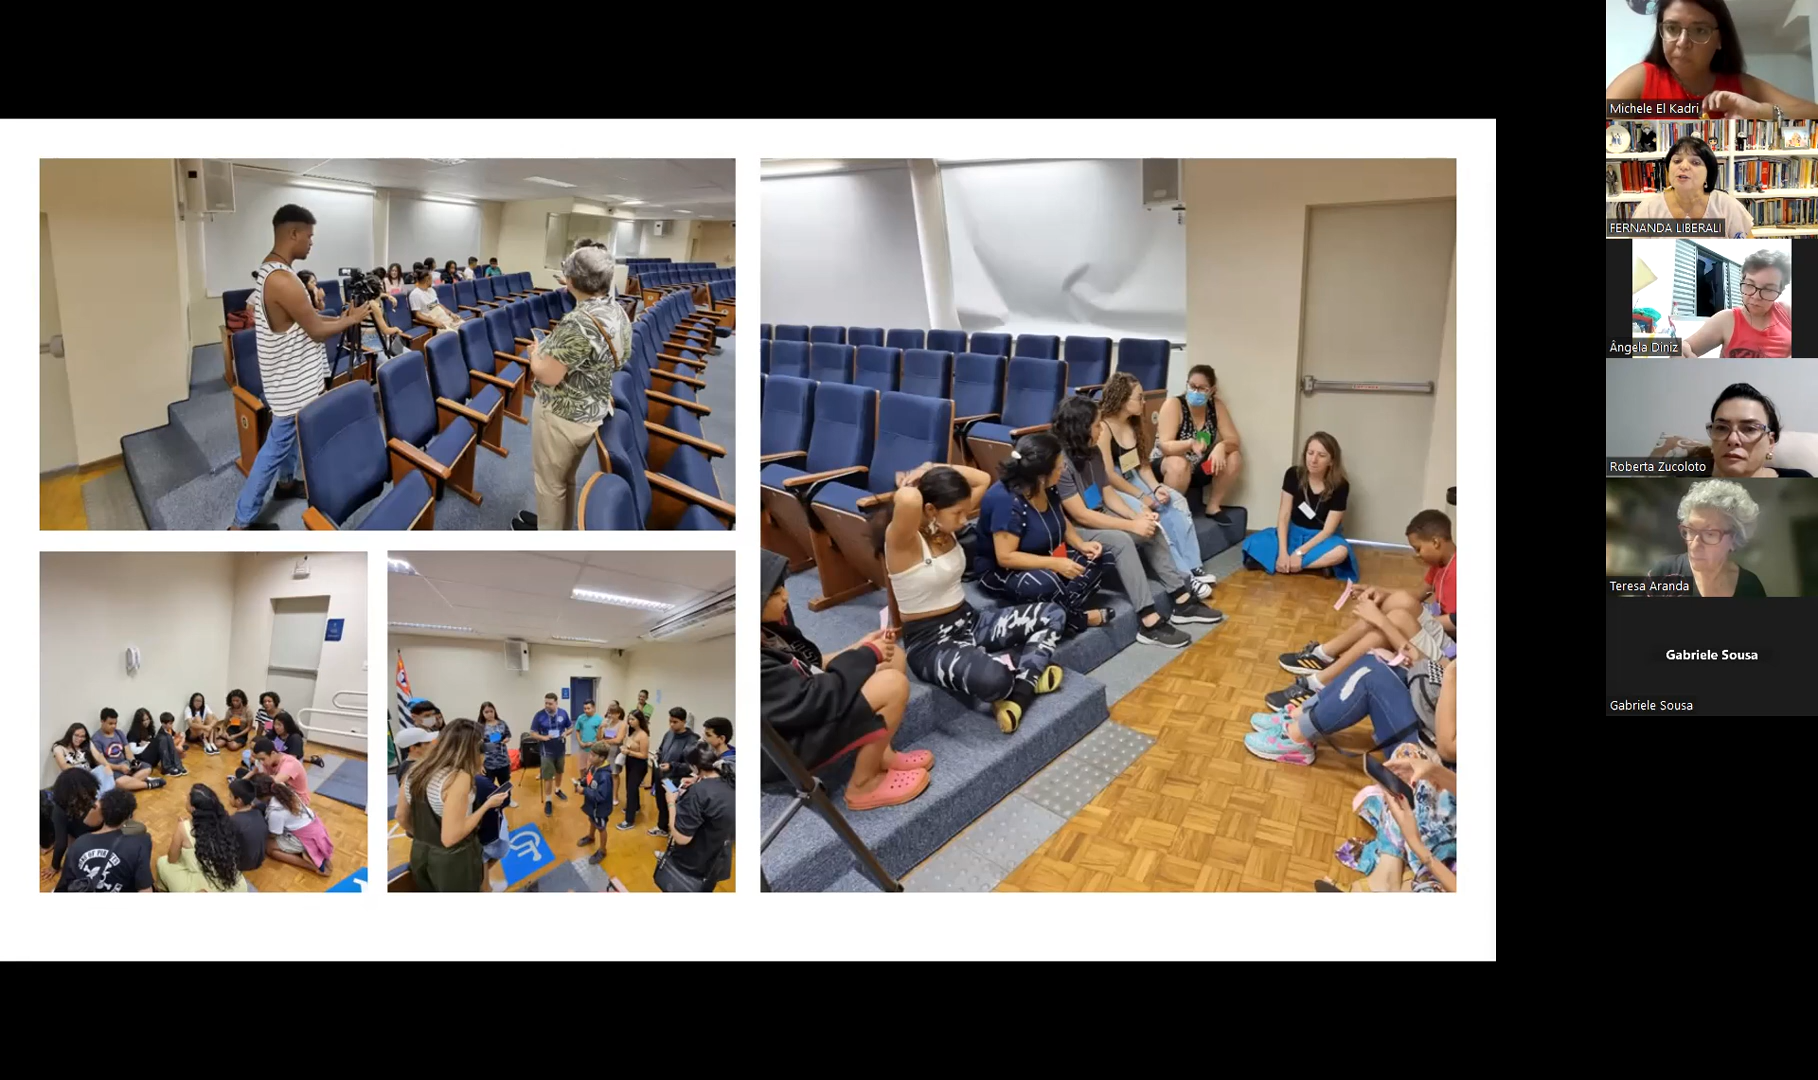 Michele El Kadri
FERNANDA LIBERALI
Ângela Diniz
Roberta Zucoloto
Teresa Aranda
Gabriele Sousa
Gabriele Sousa